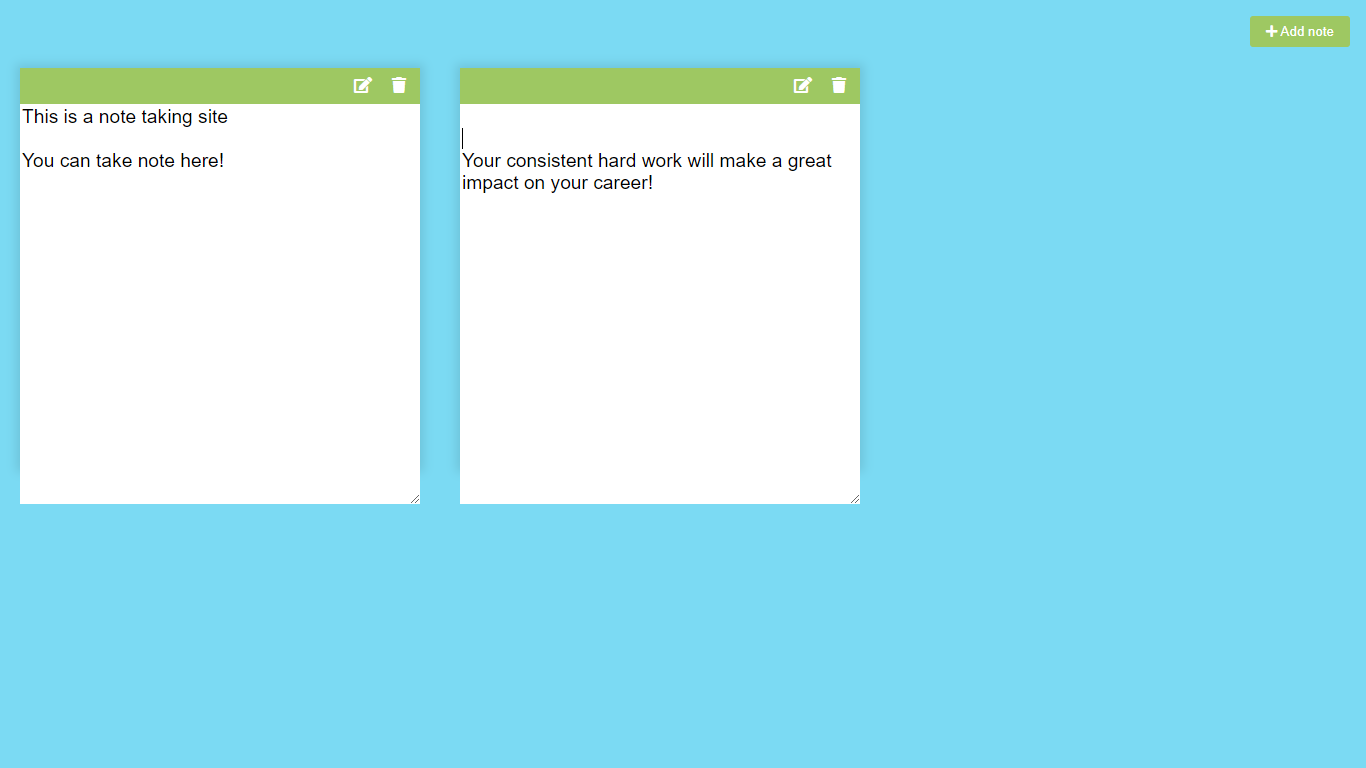 Add note
This is a note taking site
You can take note here!
Your consistent hard work will make a great
impact on your career!